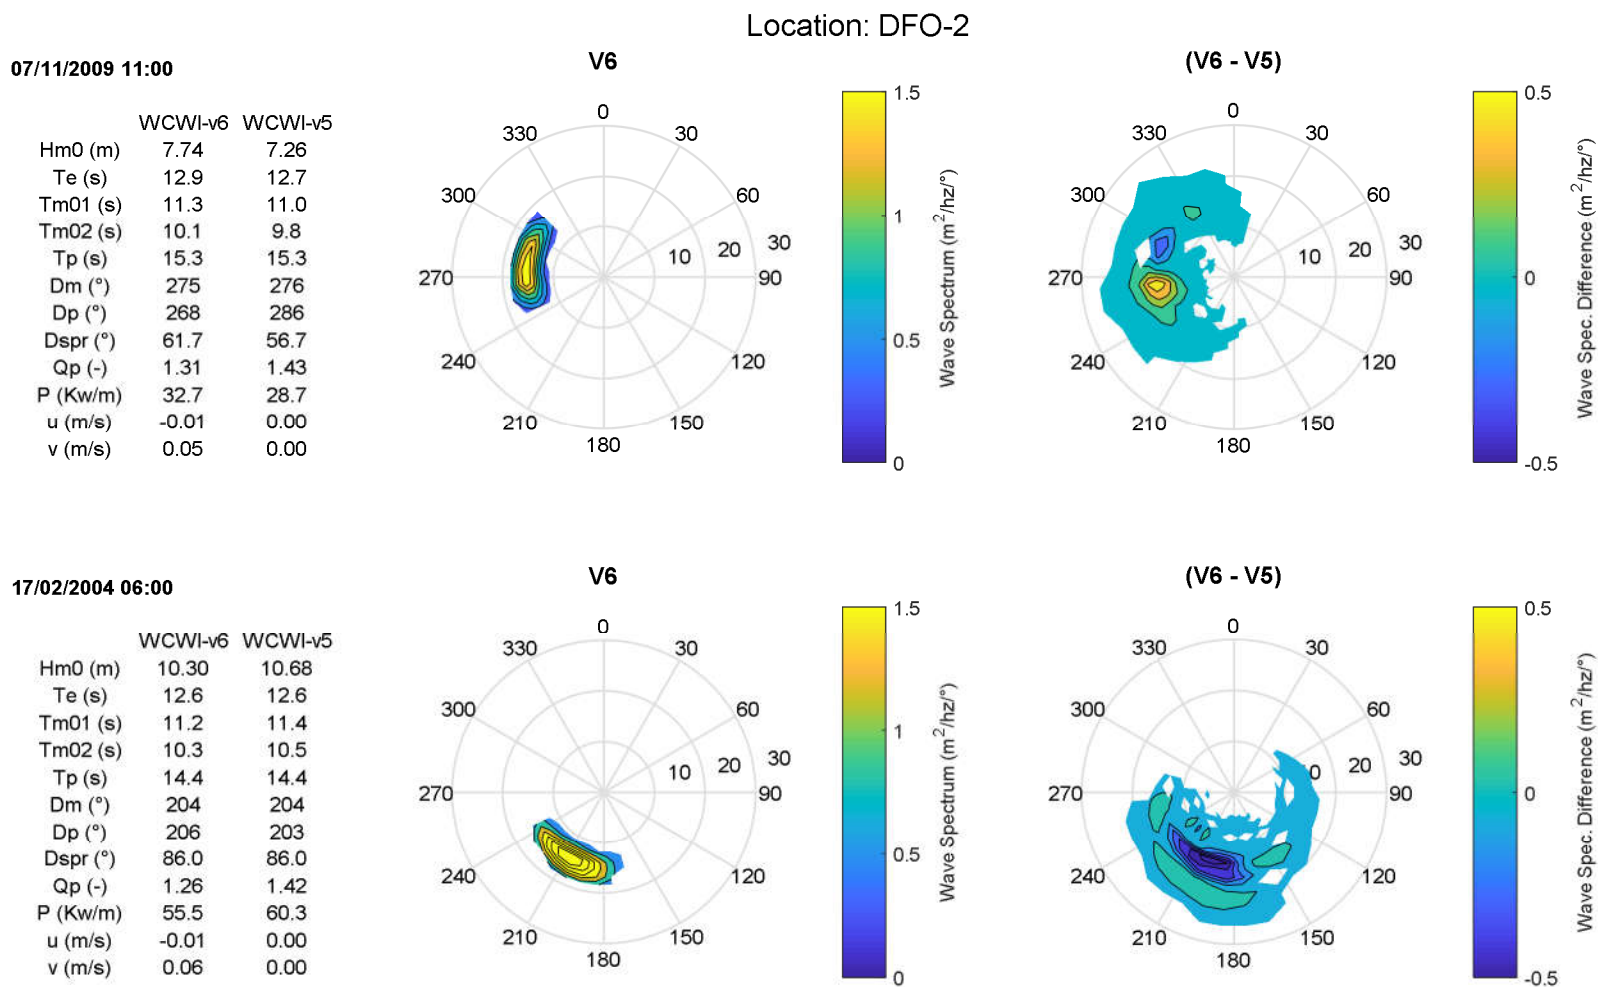 Location: DFO-2
07/11/2009 11:00
WCWI-v6 WCWI-v5
Hm0 (m) 7.74 7.26
Te (s) 12.9 12.7
Tm01 (s) 11.3 11.0
Tm02 (s) 10.1 9.8
Tp (s) 15.3 15.3
Dm (°) 275 276
Dp (°) 268 286
Dspr (°) 61.7 56.7
Qp (-) 1.31 1.43
P (Kw/m) 32.7 28.7
u (m/s) -0.01 0.00
v (m/s) 0.05 0.00
V6
0
330 30
300 60
10 20 30
270 90
240 120
210 150
180
1.5
1
0.5
0
Wave Spectrum (m2/hz/°)
(V6 - V5)
0
330 30
300 60
10 20 30
270 90
240 120
210 150
180
0.5
0
-0.5
Wave Spec. Difference (m2/hz/°)
17/02/2004 06:00
WCWI-v6 WCWI-v5
Hm0 (m) 10.30 10.68
Te (s) 12.6 12.6
Tm01 (s) 11.2 11.4
Tm02 (s) 10.3 10.5
Tp (s) 14.4 14.4
Dm (°) 204 204
Dp (°) 206 203
Dspr (°) 86.0 86.0
Qp (-) 1.26 1.42
P (Kw/m) 55.5 60.3
u (m/s) -0.01 0.00
v (m/s) 0.06 0.00
V6
0
330 30
300 60
10 20 30
270 90
240 120
210 150
180
1.5
1
0.5
0
Wave Spectrum (m2/hz/°)
(V6 - V5)
0
330 30
300 60
0 20 30
270 90
240 120
210 150
180
0.5
0
-0.5
Wave Spec. Difference (m2/hz/°)